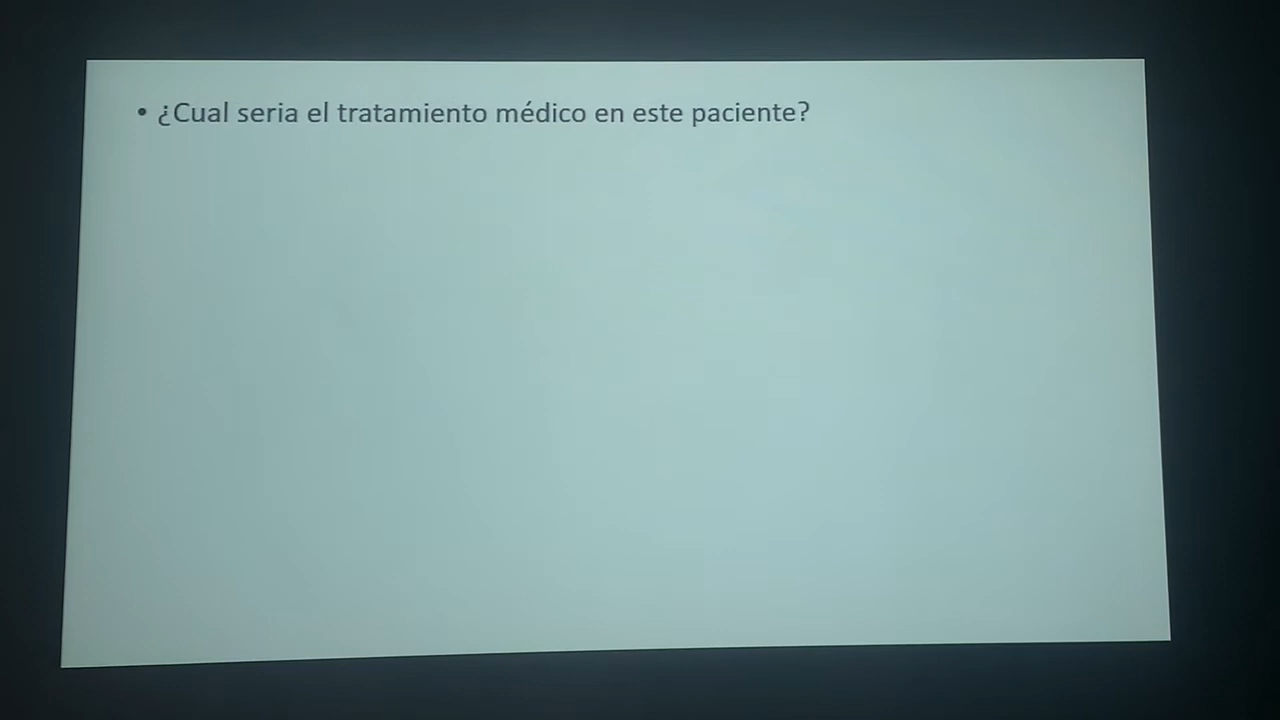 • ¿Cual seria el tratamiento médico en este paciente?